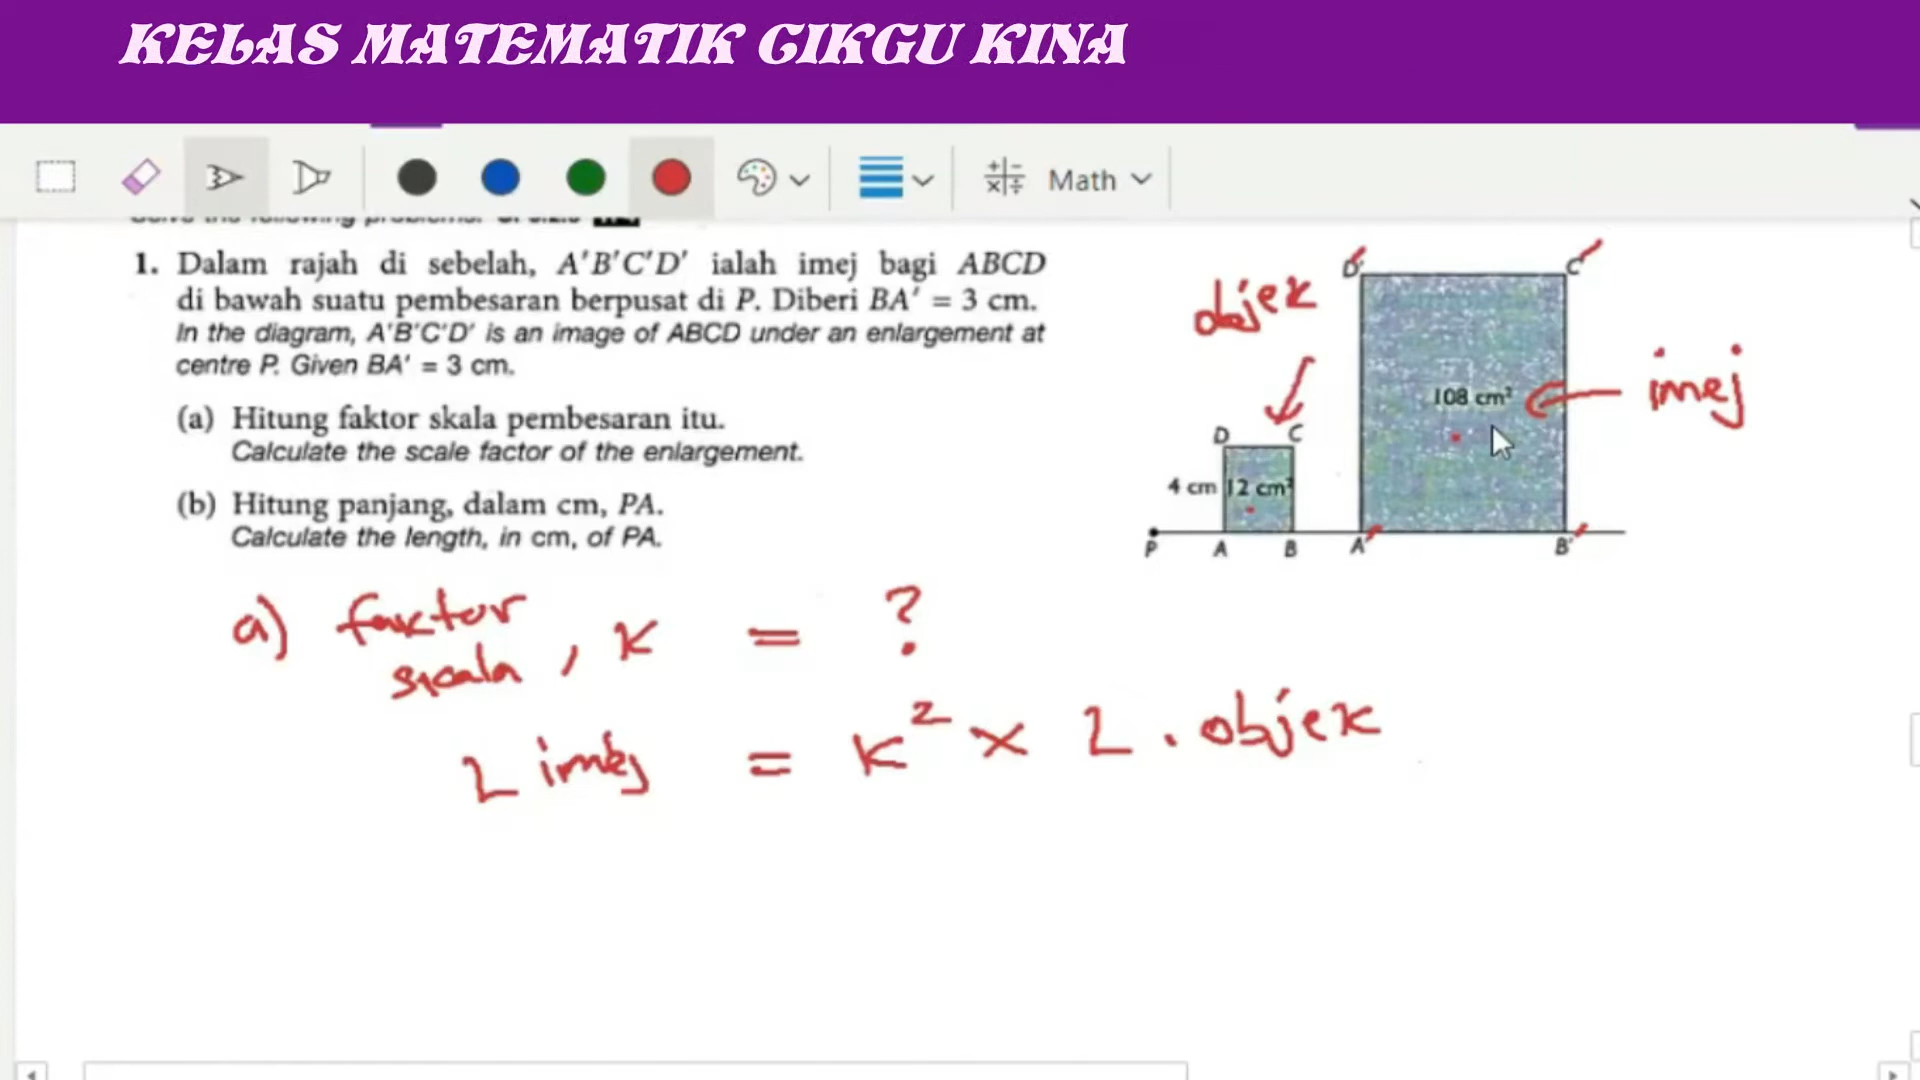 KELAS MATEMATIK CIKGU KINA
Math
1. Dalam rajah di sebelah, A'B'C'D' ialah imej bagi ABCD
di bawah suatu pembesaran berpusat di P. Diberi BA' = 3 cm.
In the diagram, A'B'C'D' is an image of ABCD under an enlargement at
centre P. Given BA' = 3 cm.
(a) Hitung faktor skala pembesaran itu.
Calculate the scale factor of the enlargement.
(b) Hitung panjang, dalam cm, PA.
Calculate the length, in cm, of PA.
D' C'
objek
108 cm²
imej
D C
4 cm 12 cm²
P A B A' B'
a) faktor
skala, K = ?
L imej = K² × L. objek